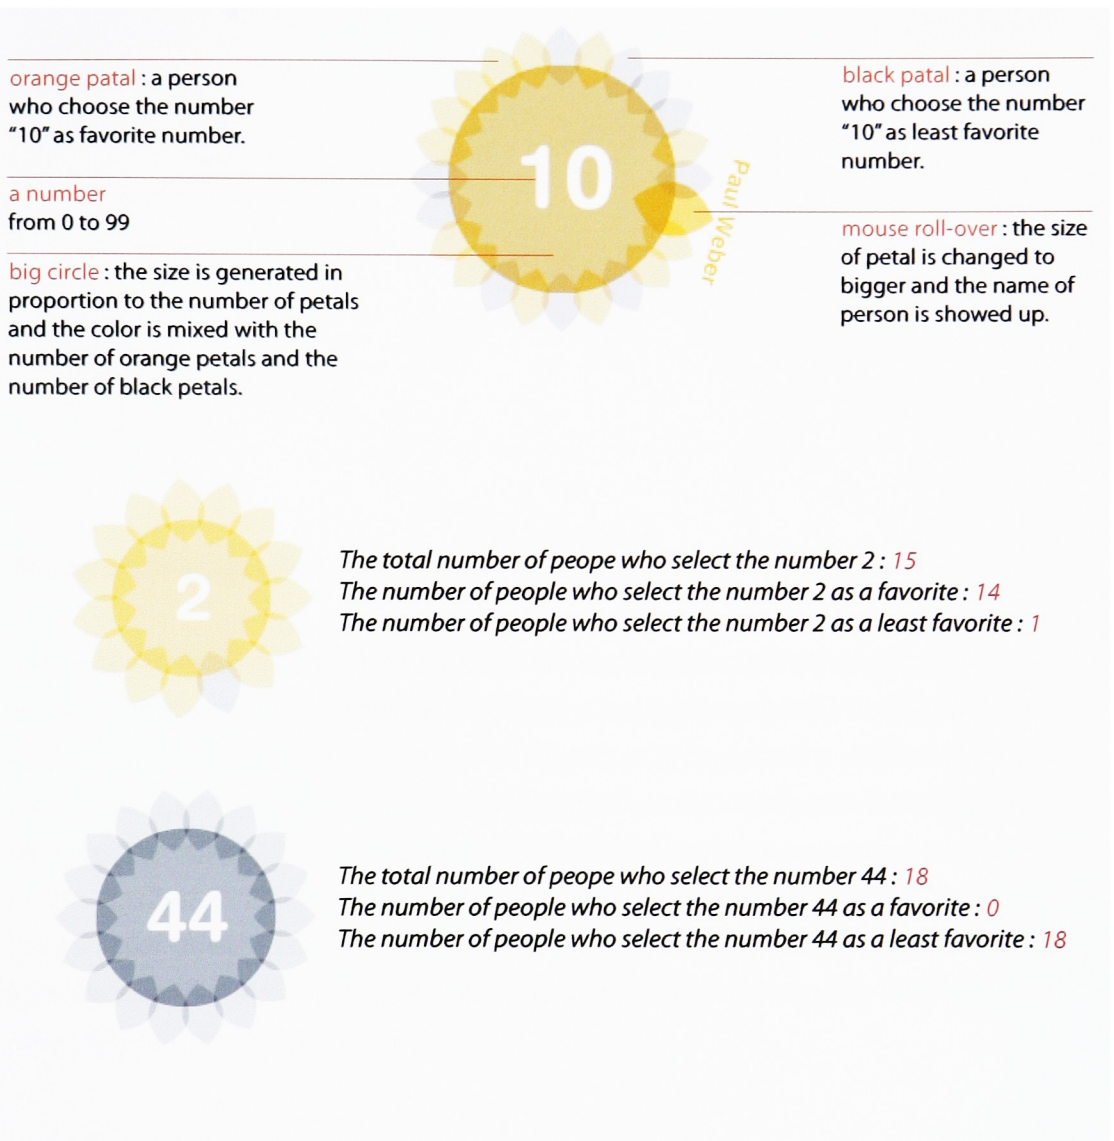 orange patal : a person
who choose the number
“10” as favorite number.
a number
from 0 to 99
big circle : the size is generated in
proportion to the number of petals
and the color is mixed with the
number of orange petals and the
number of black petals.
10
Paul Weber
black patal : a person
who choose the number
“10” as least favorite
number.
mouse roll-over : the size
of petal is changed to
bigger and the name of
person is showed up.
2
The total number of peope who select the number 2 : 15
The number of people who select the number 2 as a favorite : 14
The number of people who select the number 2 as a least favorite : 1
44
The total number of peope who select the number 44 : 18
The number of people who select the number 44 as a favorite : 0
The number of people who select the number 44 as a least favorite : 18